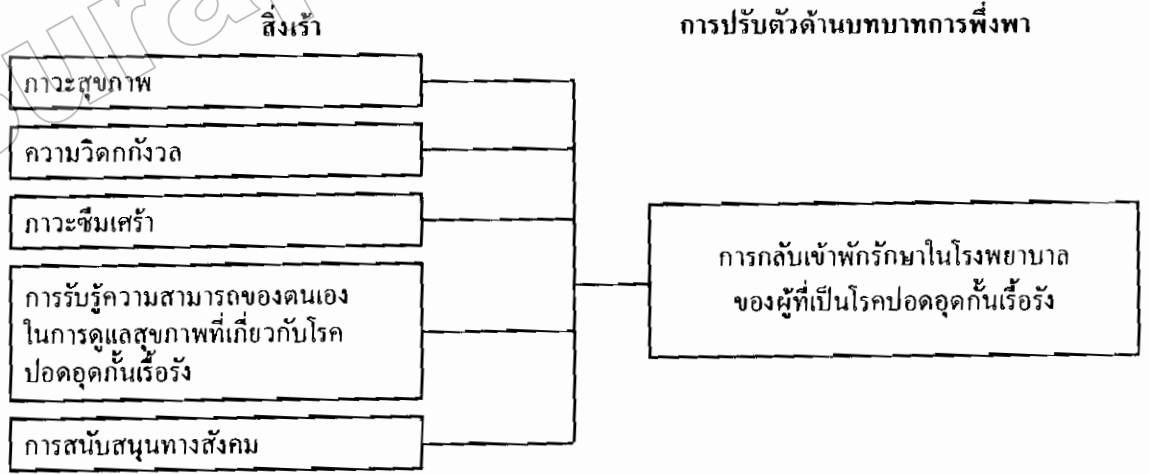 สิ่งเร้า
การปรับตัวด้านบทบาทการพึ่งพา
ภาวะสุขภาพ
ความวิตกกังวล
ภาวะซึมเศร้า
การรับรู้ความสามารถของตนเอง
ในการดูแลสุขภาพที่เกี่ยวกับโรค
ปอดอุดกั้นเรื้อรัง
การสนับสนุนทางสังคม
การกลับเข้าพักรักษาในโรงพยาบาล
ของผู้ที่เป็นโรคปอดอุดกั้นเรื้อรัง